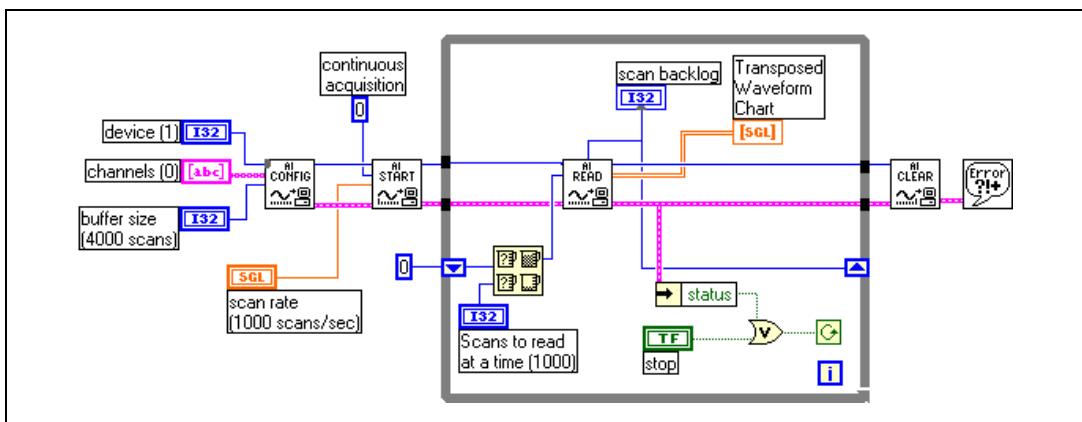 continuous
acquisition
0
device (1)
I32
channels (0)
[abc]
buffer size
(4000 scans)
I32
AI
CONFIG
AI
START
SGL
scan rate
(1000 scans/sec)
0
scan backlog
I32
Transposed
Waveform
Chart
[SGL]
AI
READ
I32
Scans to read
at a time (1000)
status
TF
stop
V
i
AI
CLEAR
Error
?!+